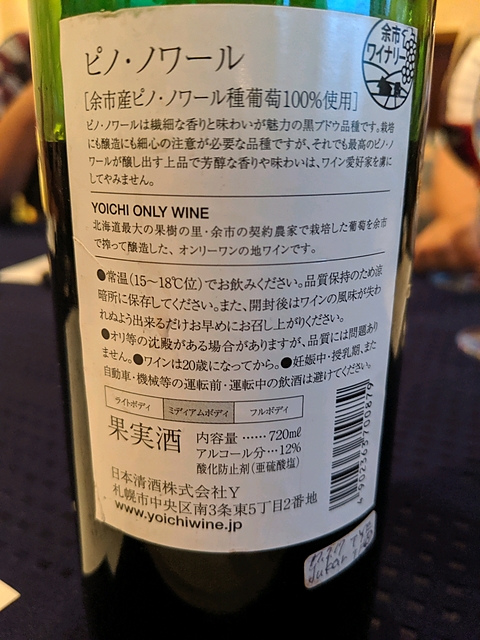 余市
ワイナリー
ピノ・ノワール
[余市産ピノ・ノワール種葡萄100%使用]
ピノ・ノワールは繊細な香りと味わいが魅力の黒ブドウ品種です。栽培
にも醸造にも細心の注意が必要な品種ですが、それでも最高のピノ・ノ
ワールが醸し出す上品で芳醇な香りや味わいは、ワイン愛好家を虜に
してやみません。
YOICHI ONLY WINE
北海道最大の果樹の里・余市の契約農家で栽培した葡萄を余市
で搾って醸造した、オンリーワンの地ワインです。
●常温(15~18℃位)でお飲みください。品質保持のため涼
暗所に保存してください。また、開封後はワインの風味が失わ
れぬよう出来るだけお早めにお召し上がりください。
●オリ等の沈殿がある場合がありますが、品質には問題あり
ません。●ワインは20歳になってから。●妊娠中・授乳期、また
自動車・機械等の運転前・運転中の飲酒は避けてください。
ライトボディ ミディアムボディ フルボディ
果実酒
内容量……720mℓ
アルコール分…12%
酸化防止剤(亜硫酸塩)
日本清酒株式会社Y
札幌市中央区南3条東5丁目2番地
www.yoichiwine.jp
4902363700879